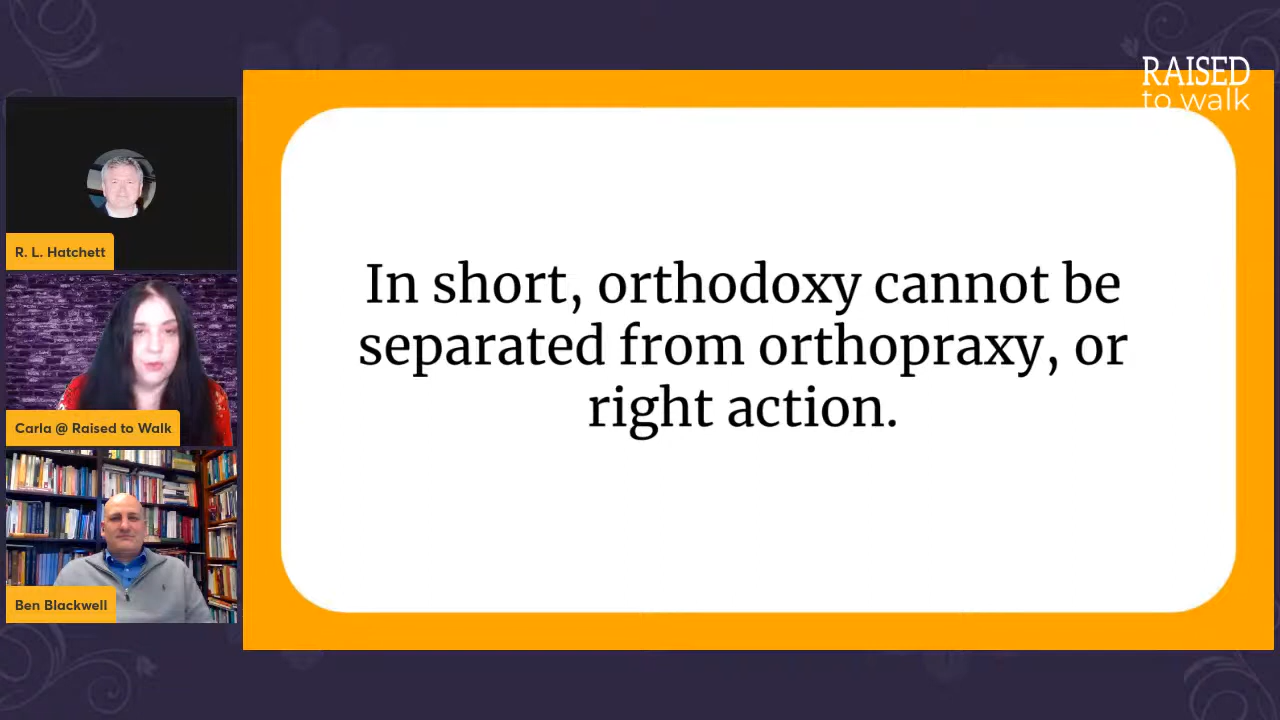 RAISED
to walk
R. L. Hatchett
Carla @ Raised to Walk
Ben Blackwell
In short, orthodoxy cannot be
separated from orthopraxy, or
right action.